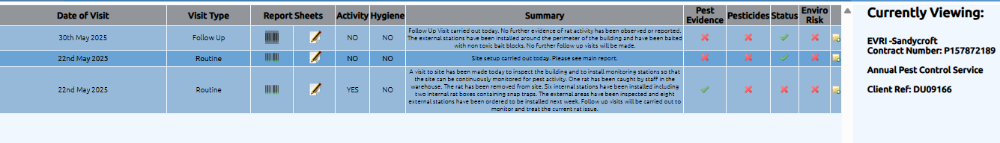 Date of Visit Visit Type Report Sheets Activity Hygiene Summary Pest Evidence Pesticides Status Enviro Risk
30th May 2025 Follow Up NO NO
Follow Up Visit carried out today. No further evidence of rat activity has been observed or reported.
The external stations have been installed around the perimeter of the building and have been baited
with non toxic bait blocks. No further follow up visits will be made.
22nd May 2025 Routine NO NO Site setup carried out today. Please see main report.
22nd May 2025 Routine YES NO
A visit to site has been made today to inspect the building and to install monitoring stations so that
the site can be continuously monitored for pest activity. One rat has been caught by staff in the
warehouse. The rat has been removed from site. Six internal stations have been installed including
two internal rat boxes containing snap traps. The external areas have been inspected and eight
external stations have been ordered to be installed next week. Follow up visits will be carried out to
monitor and treat the current rat issue.
Currently Viewing:
EVRI -Sandycroft
Contract Number: P157872189
Annual Pest Control Service
Client Ref: DU09166